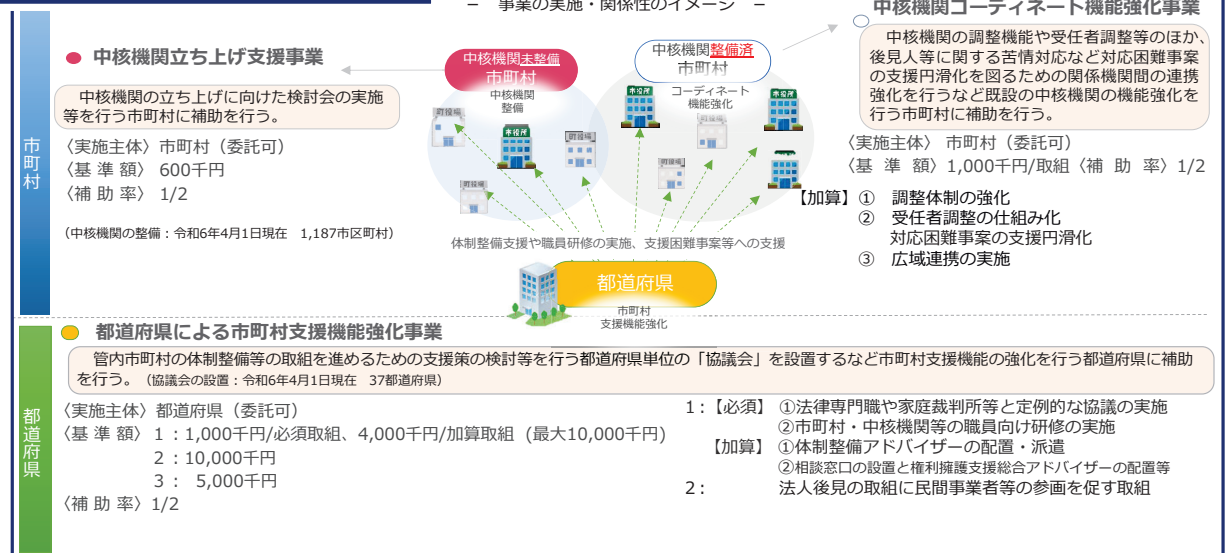 － 事業の実施・関係性のイメージ －
中核機関コーディネート機能強化事業
市町村
中核機関立ち上げ支援事業
中核機関の立ち上げに向けた検討会の実施
等を行う市町村に補助を行う。
〈実施主体〉市町村（委託可）
〈基 準 額〉 600千円
〈補 助 率〉 1/2
（中核機関の整備：令和6年4月1日現在　1,187市区町村）
中核機関未整備
市町村
中核機関
整備
町役場
市役所
町役場
町役場
中核機関整備済
市町村
コーディネート
機能強化
市役所
市役所
町役場
町役場
体制整備支援や職員研修の実施、支援困難事案等への支援
都道府県
市町村
支援機能強化
中核機関の調整機能や受任者調整等のほか、
後見人等に関する苦情対応など対応困難事案
の支援円滑化を図るための関係機関間の連携
強化を行うなど既設の中核機関の機能強化を
行う市町村に補助を行う。
〈実施主体〉 市町村（委託可）
〈基 準 額〉1,000千円/取組〈補 助 率〉1/2
【加算】①　調整体制の強化
②　受任者調整の仕組み化
対応困難事案の支援円滑化
③　広域連携の実施
都道府県
都道府県による市町村支援機能強化事業
管内市町村の体制整備等の取組を進めるための支援策の検討等を行う都道府県単位の「協議会」を設置するなど市町村支援機能の強化を行う都道府県に補助
を行う。（協議会の設置：令和6年4月1日現在　37都道府県）
〈実施主体〉都道府県（委託可）
〈基 準 額〉 1：1,000千円/必須取組、4,000千円/加算取組（最大10,000千円）
2：10,000千円
3： 5,000千円
〈補 助 率〉1/2
1：【必須】 ①法律専門職や家庭裁判所等と定例的な協議の実施
②市町村・中核機関等の職員向け研修の実施
【加算】 ①体制整備アドバイザーの配置・派遣
②相談窓口の設置と権利擁護支援総合アドバイザーの配置等
2：　法人後見の取組に民間事業者等の参画を促す取組